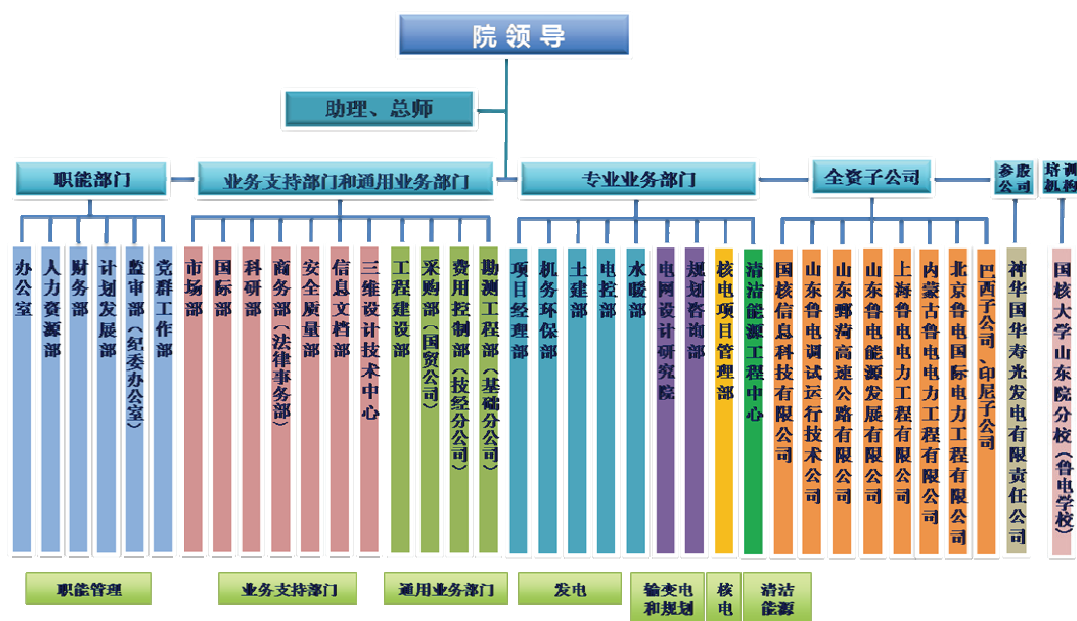 院领导
助理、总师
职能部门
业务支持部门和通用业务部门
专业业务部门
全资子公司
参股
公司
培训
机构
办公室
人力资源部
财务部
计划发展部
监审部（纪委办公室）
党群工作部
市场部
国际部
科研部
商务部（法律事务部）
安全质量部
信息文档部
三维设计技术中心
工程建设部
采购部（国贸公司）
费用控制部（技经分公司）
勘测工程部（基础分公司）
项目经理部
机务环保部
土建部
电控部
水暖部
电网设计研究院
规划咨询部
核电项目管理部
清洁能源工程中心
国核信息科技有限公司
山东鲁电调试运行技术公司
山东鄄菏高速公路有限公司
山东鲁电能源发展有限公司
上海鲁电电力工程有限公司
内蒙古鲁电电力工程有限公司
北京鲁电国际电力工程有限公司
巴西子公司、印尼子公司
神华国华寿光发电有限责任公司
国核大学山东院分校（鲁电学校）
职能管理
业务支持部门
通用业务部门
发电
输变电
和规划
核
电
清洁
能源